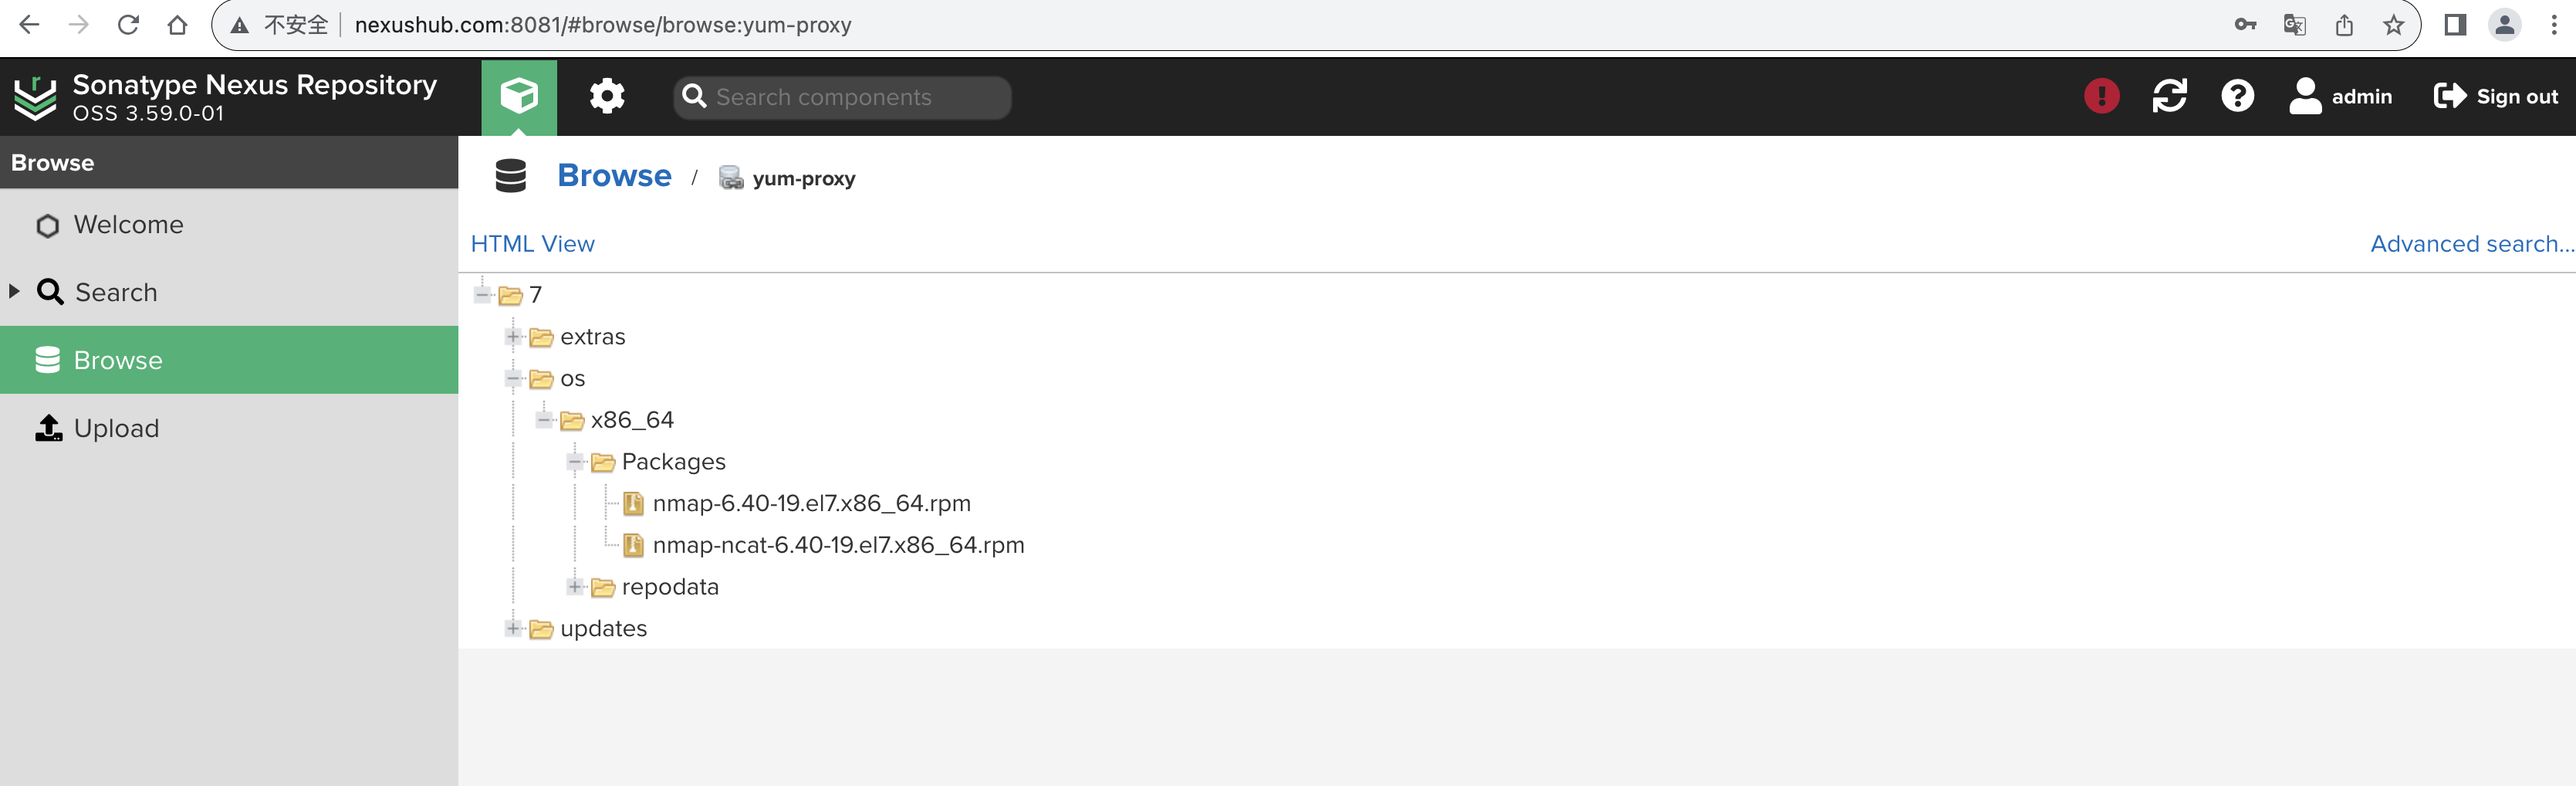 不安全 nexushub.com:8081/#browse/browse:yum-proxy
Sonatype Nexus Repository
OSS 3.59.0-01
Search components
admin
Sign out
Browse
Welcome
Search
Browse
Upload
Browse / yum-proxy
HTML View
Advanced search...
7
extras
os
x86_64
Packages
nmap-6.40-19.el7.x86_64.rpm
nmap-ncat-6.40-19.el7.x86_64.rpm
repodata
updates